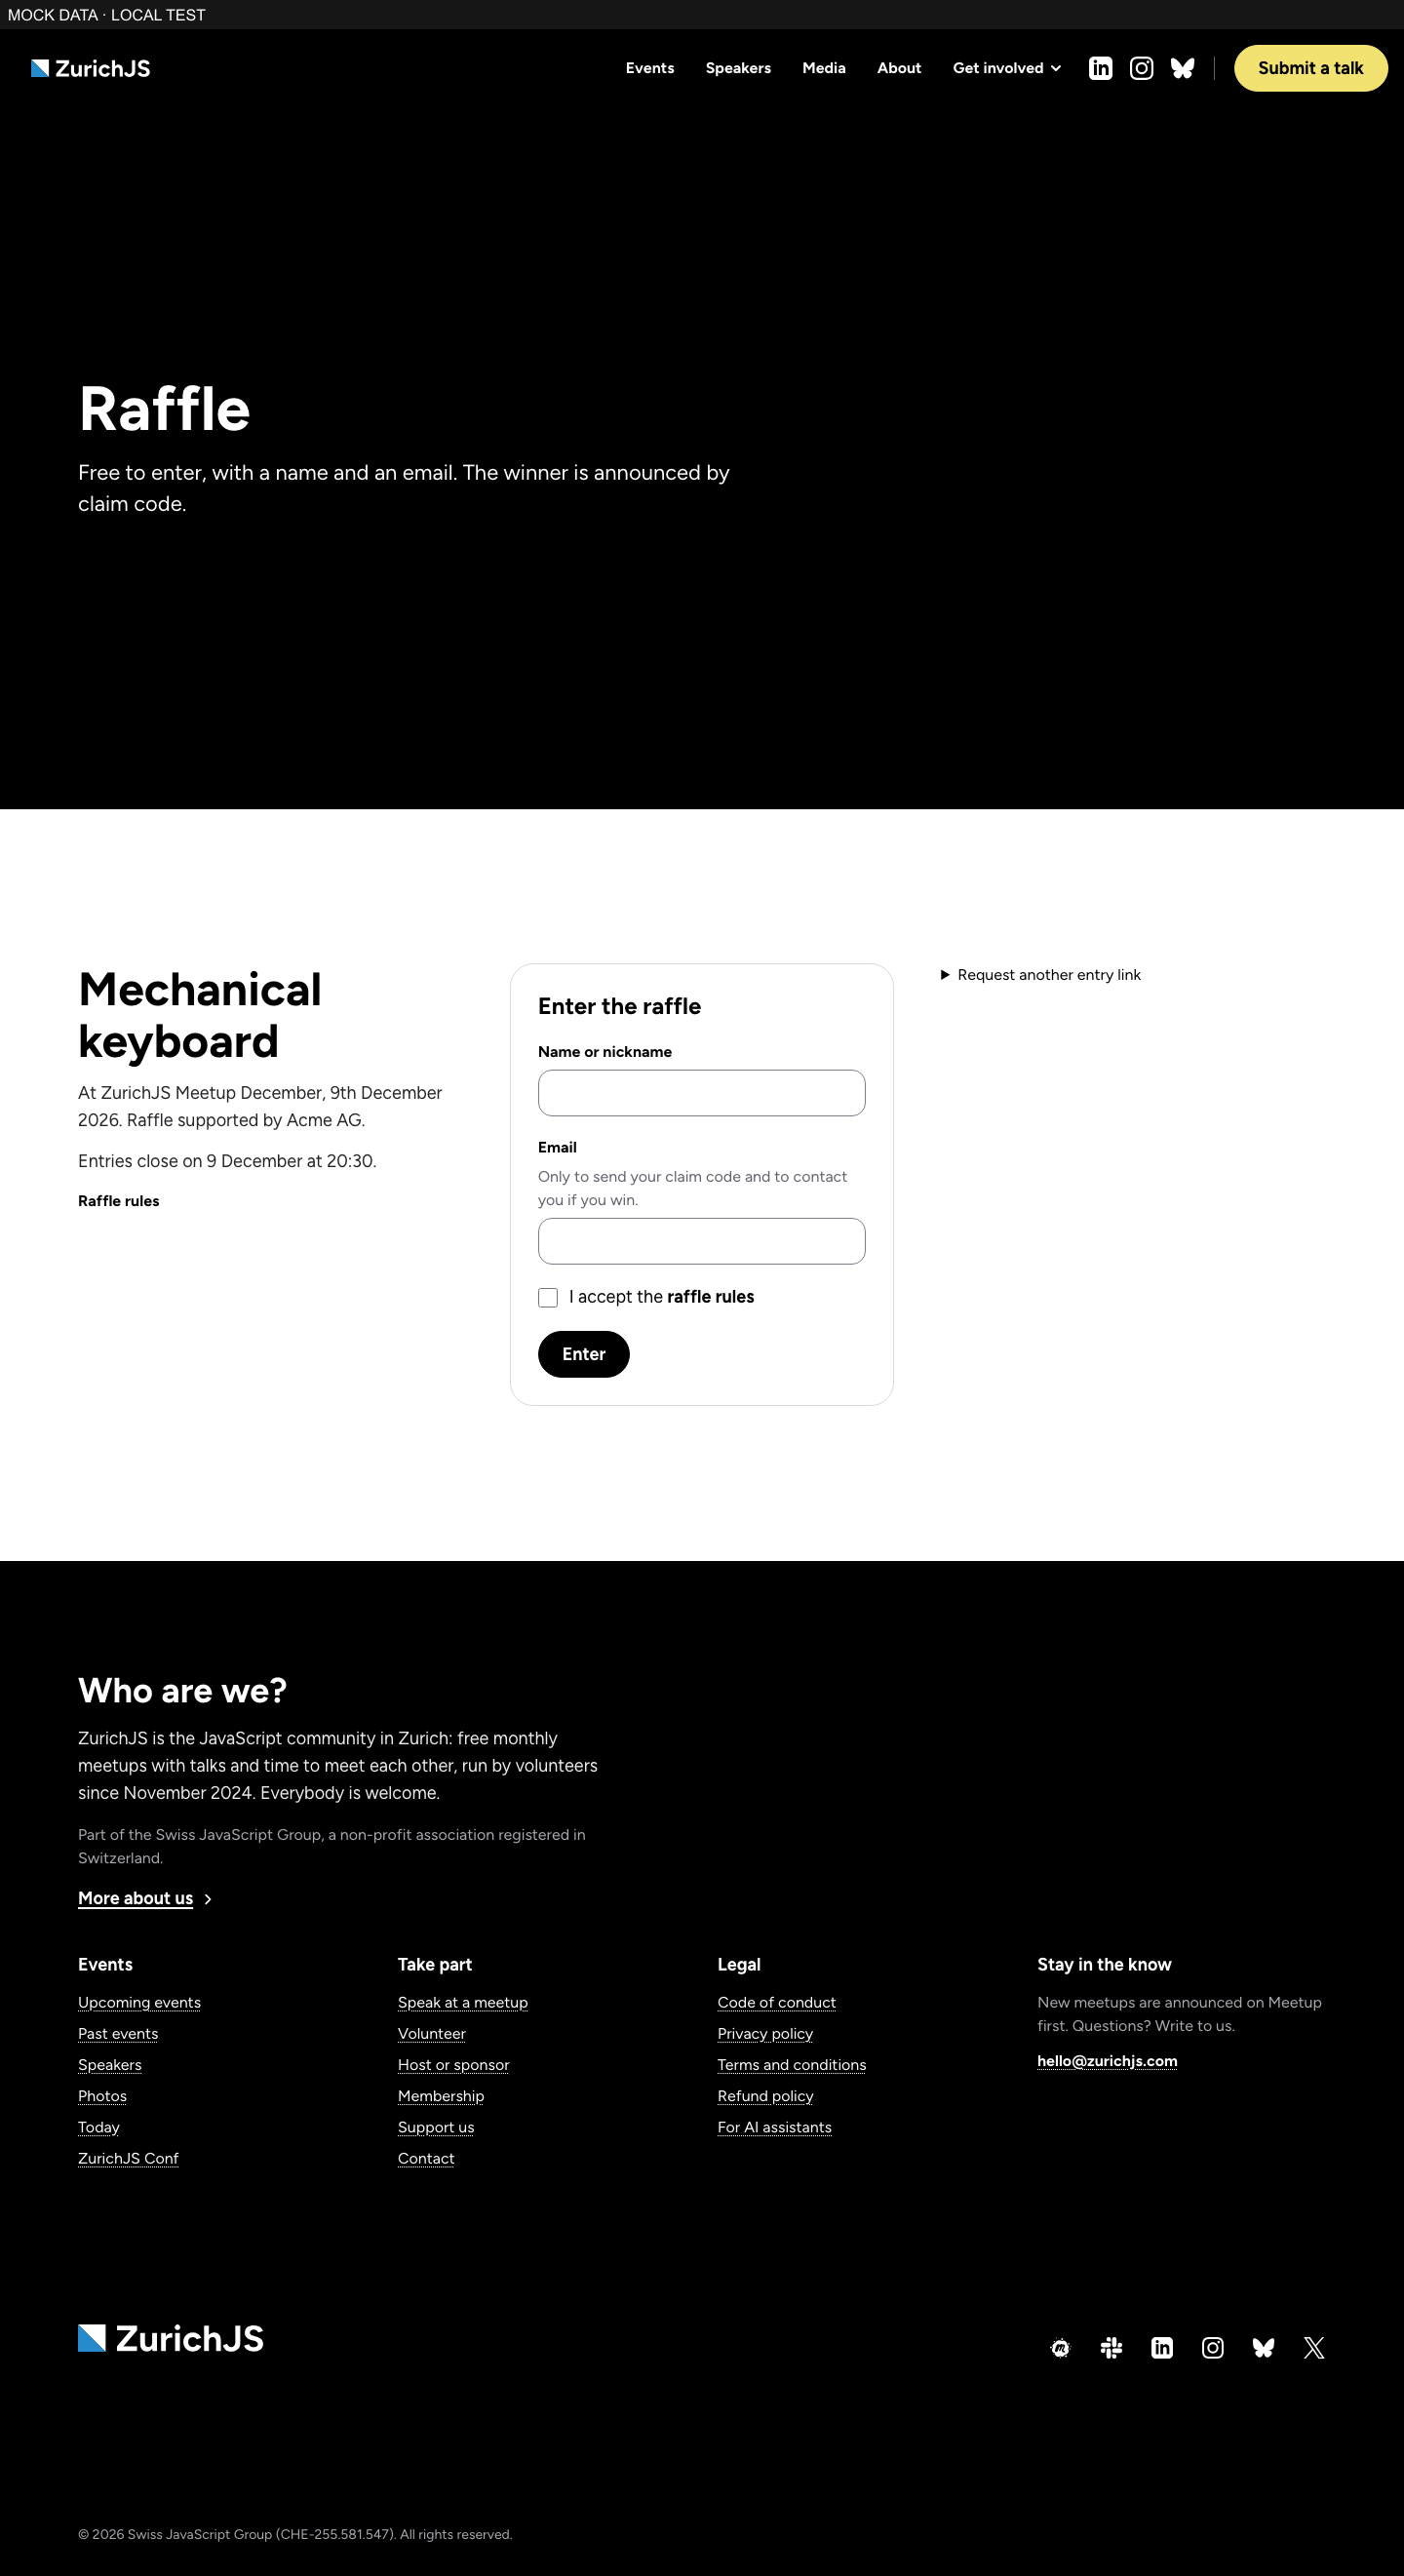 MOCK DATA · LOCAL TEST
ZurichJS
Events
Speakers
Media
About
Get involved
Submit a talk
Raffle
Free to enter, with a name and an email. The winner is announced by
claim code.
Mechanical
keyboard
At ZurichJS Meetup December, 9th December
2026. Raffle supported by Acme AG.
Entries close on 9 December at 20:30.
Raffle rules
Enter the raffle
Name or nickname
Email
Only to send your claim code and to contact
you if you win.
I accept the raffle rules
Enter
Request another entry link
Who are we?
ZurichJS is the JavaScript community in Zurich: free monthly
meetups with talks and time to meet each other, run by volunteers
since November 2024. Everybody is welcome.
Part of the Swiss JavaScript Group, a non-profit association registered in
Switzerland.
More about us
Events
Upcoming events
Past events
Speakers
Photos
Today
ZurichJS Conf
Take part
Speak at a meetup
Volunteer
Host or sponsor
Membership
Support us
Contact
Legal
Code of conduct
Privacy policy
Terms and conditions
Refund policy
For AI assistants
Stay in the know
New meetups are announced on Meetup
first. Questions? Write to us.
hello@zurichjs.com
ZurichJS
© 2026 Swiss JavaScript Group (CHE-255.581.547). All rights reserved.